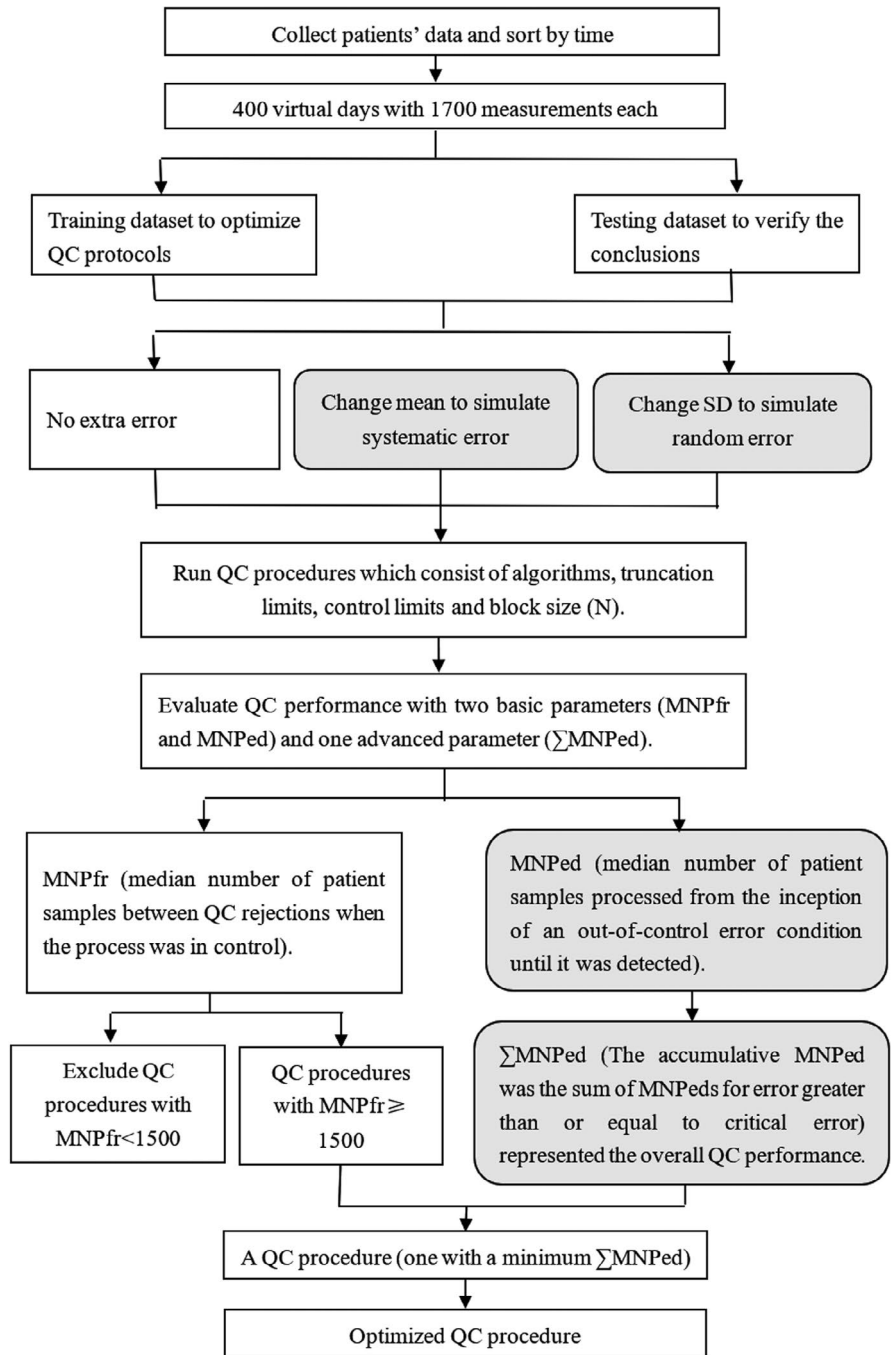 Collect patients’ data and sort by time
400 virtual days with 1700 measurements each
Training dataset to optimize
QC protocols
Testing dataset to verify the
conclusions
No extra error
Change mean to simulate
systematic error
Change SD to simulate
random error
Run QC procedures which consist of algorithms, truncation
limits, control limits and block size (N).
Evaluate QC performance with two basic parameters (MNPfr
and MNPed) and one advanced parameter (∑MNPed).
MNPfr (median number of patient
samples between QC rejections when
the process was in control).
MNPed (median number of patient
samples processed from the inception
of an out-of-control error condition
until it was detected).
Exclude QC
procedures with
MNPfr<1500
QC procedures
with MNPfr⩾
1500
∑MNPed (The accumulative MNPed
was the sum of MNPeds for error greater
than or equal to critical error)
represented the overall QC performance.
A QC procedure (one with a minimum ∑MNPed)
Optimized QC procedure